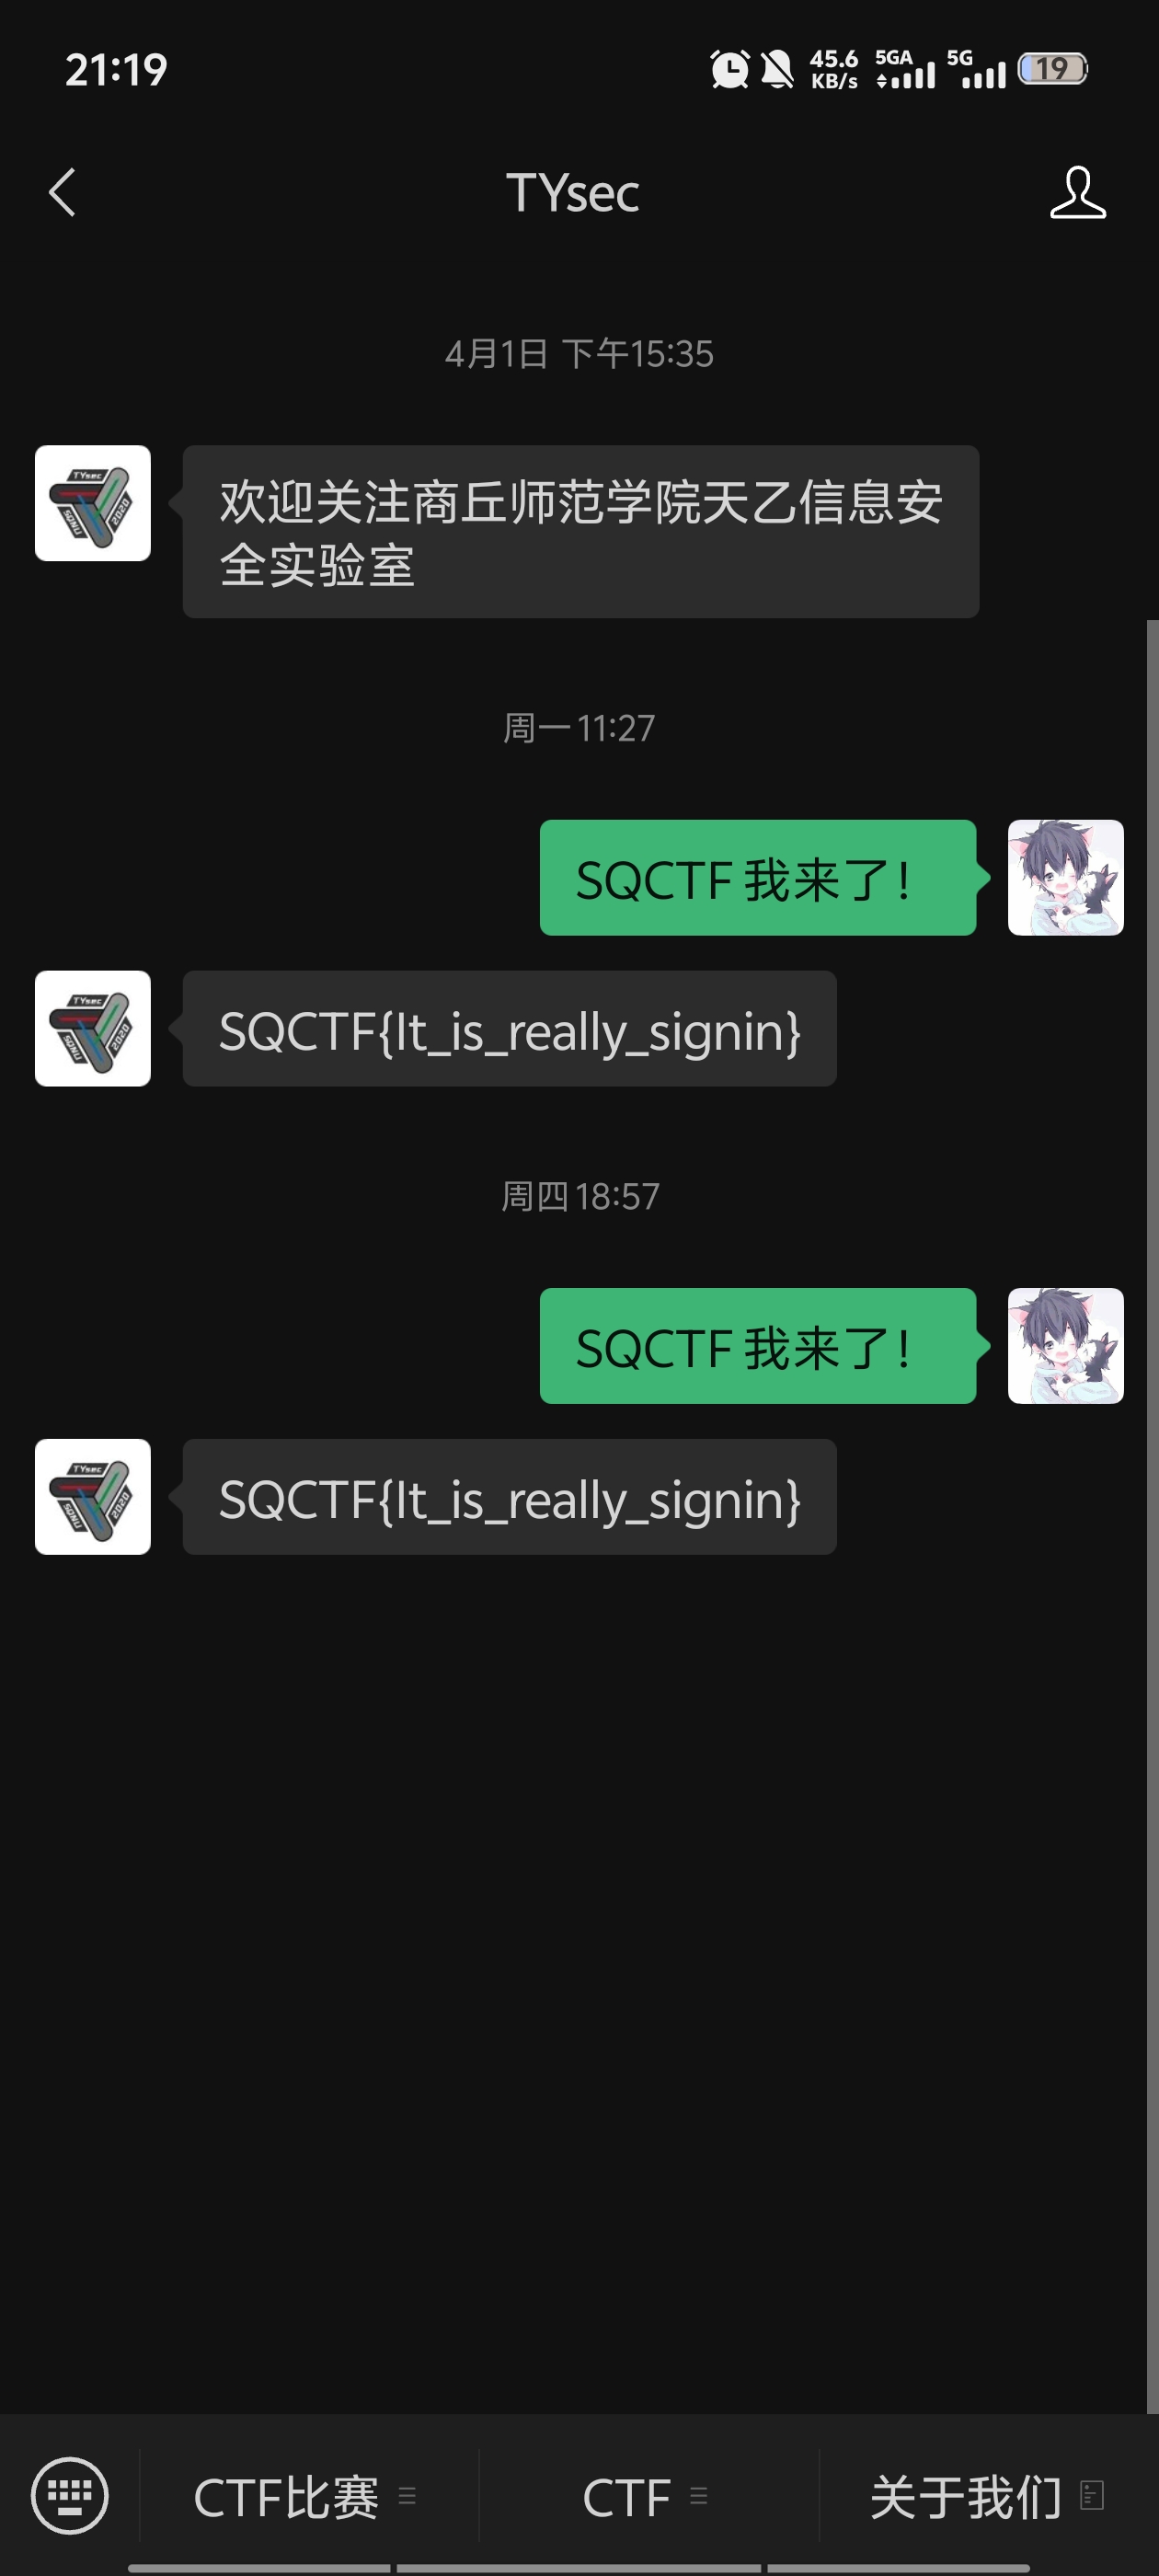 21:19
45.6
KB/s
5GA
5G
19
TYsec
4月1日 下午15:35
欢迎关注商丘师范学院天乙信息安
全实验室
周一 11:27
SQCTF 我来了！
SQCTF{It_is_really_signin}
周四 18:57
SQCTF 我来了！
SQCTF{It_is_really_signin}
CTF比赛
CTF
关于我们